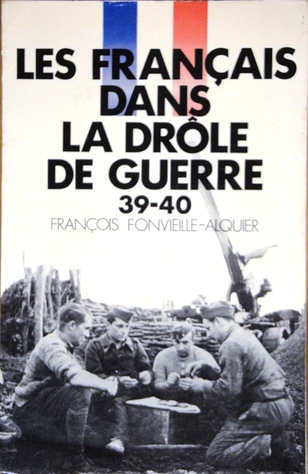 LES FRANÇAIS
DANS
LA DRÔLE
DE GUERRE
39-40
FRANÇOIS FONVIEILLE-ALQUIER